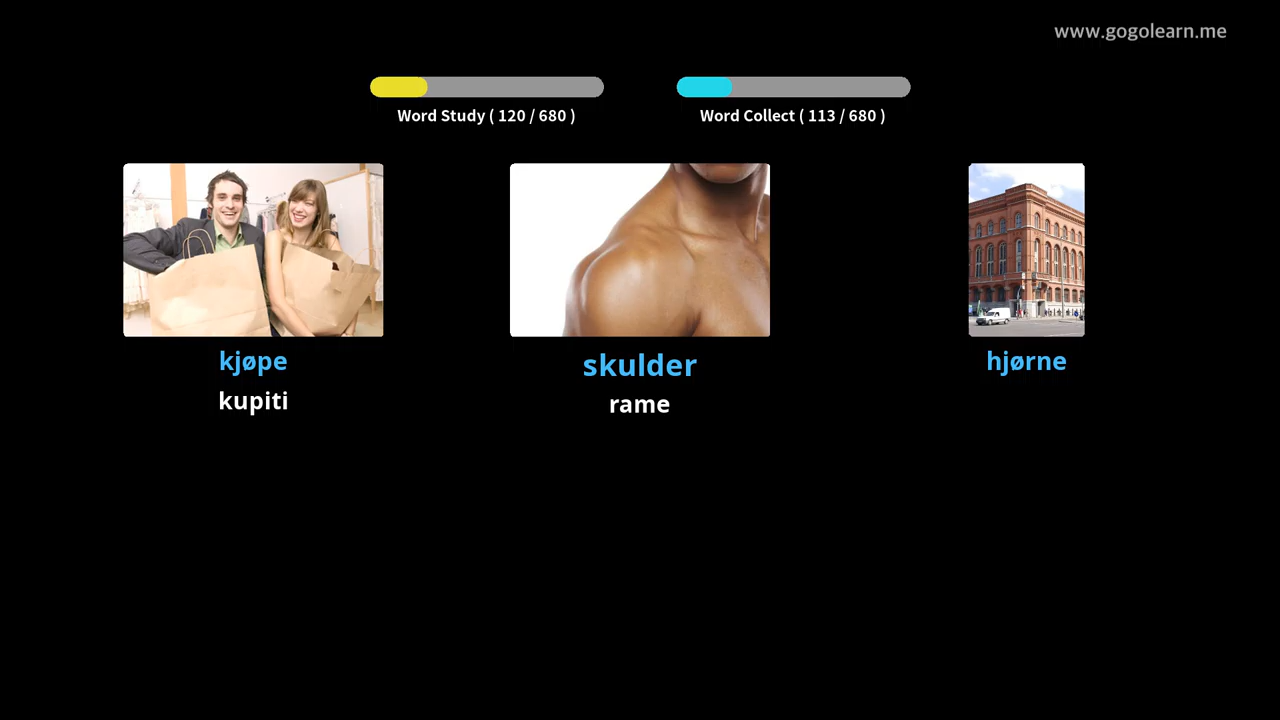 www.gogolearn.me
Word Study ( 120 / 680 )
Word Collect ( 113 / 680 )
kjøpe
kupiti
skulder
rame
hjørne